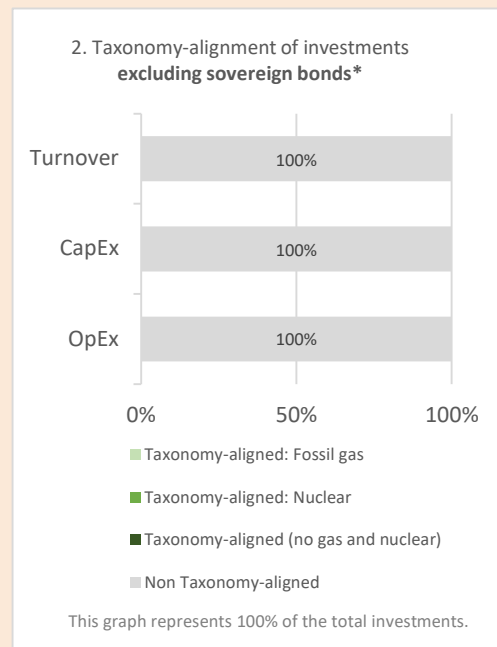 2. Taxonomy-alignment of investments
excluding sovereign bonds*
Turnover
100%
CapEx
100%
OpEx
100%
0%
50%
100%
Taxonomy-aligned: Fossil gas
Taxonomy-aligned: Nuclear
Taxonomy-aligned (no gas and nuclear)
Non Taxonomy-aligned
This graph represents 100% of the total investments.